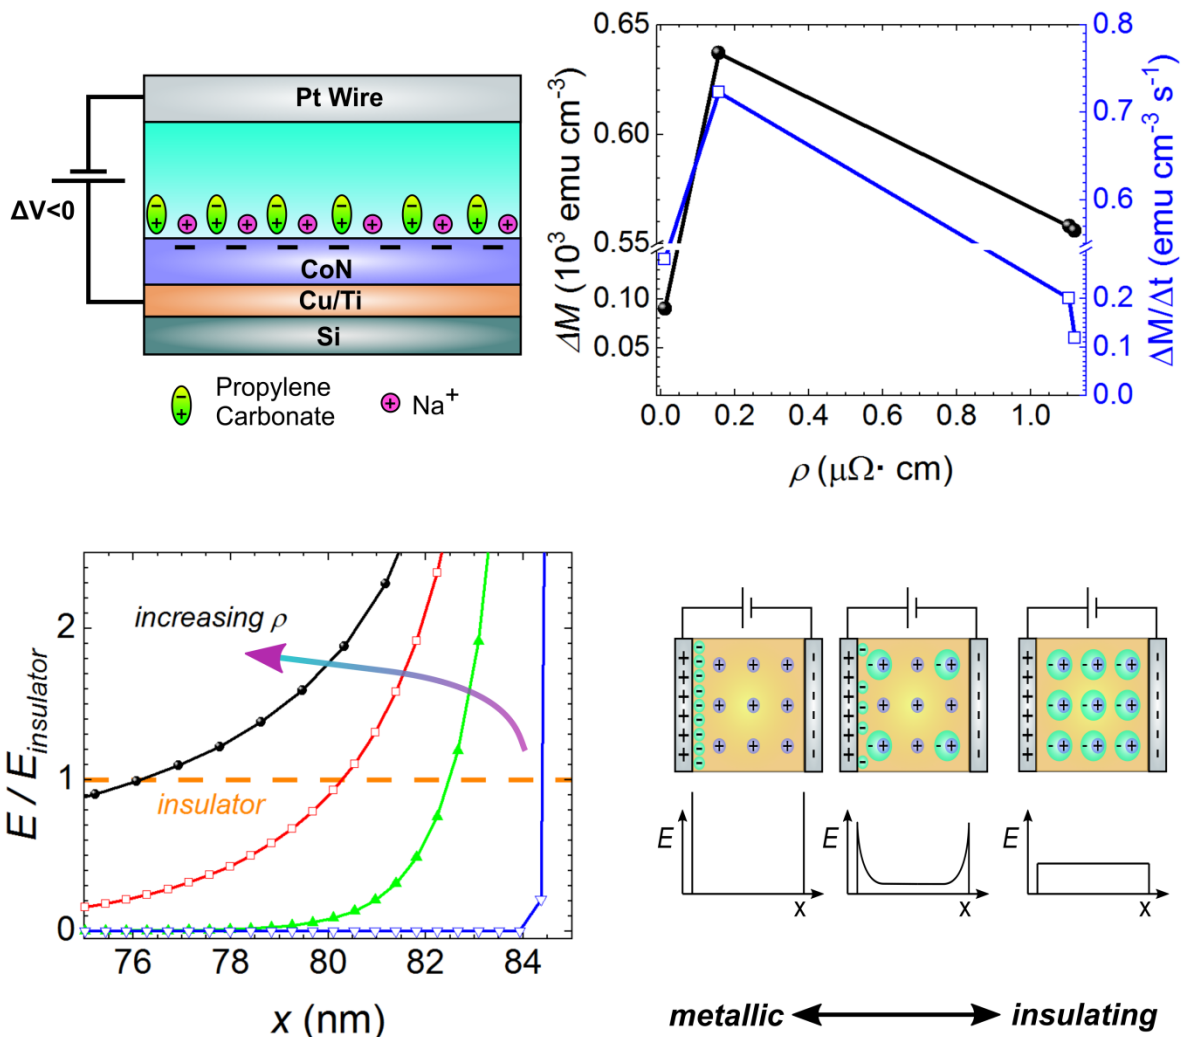 Pt Wire
ΔV<0
CoN
Cu/Ti
Si
Propylene
Carbonate
Na+
ΔM (10³ emu cm⁻³)
0.65
0.60
0.55
0.10
0.05
0.8
0.7
0.6
0.2
0.1
0.0
ΔM/Δt (emu cm⁻³ s⁻¹)
0.0 0.2 0.4 0.6 0.8 1.0
ρ (μΩ· cm)
E / E_insulator
2
1
0
increasing ρ
insulator
76 78 80 82 84
x (nm)
E x
E x
E x
metallic insulating